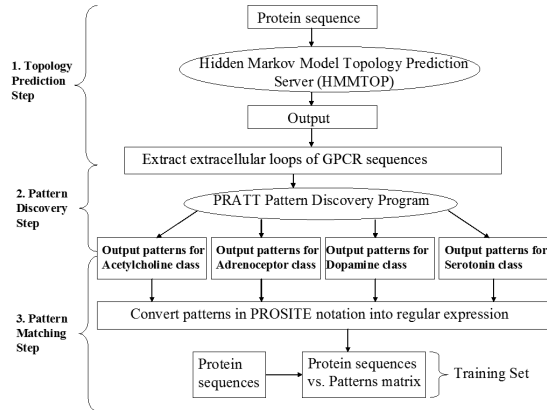 Protein sequence
1. Topology
Prediction
Step
Hidden Markov Model Topology Prediction
Server (HMMTOP)
Output
Extract extracellular loops of GPCR sequences
2. Pattern
Discovery
Step
PRATT Pattern Discovery Program
Output patterns for
Acetylcholine class
Output patterns for
Adrenoceptor class
Output patterns for
Dopamine class
Output patterns for
Serotonin class
3. Pattern
Matching
Step
Convert patterns in PROSITE notation into regular expression
Protein
sequences
Protein sequences
vs. Patterns matrix
Training Set